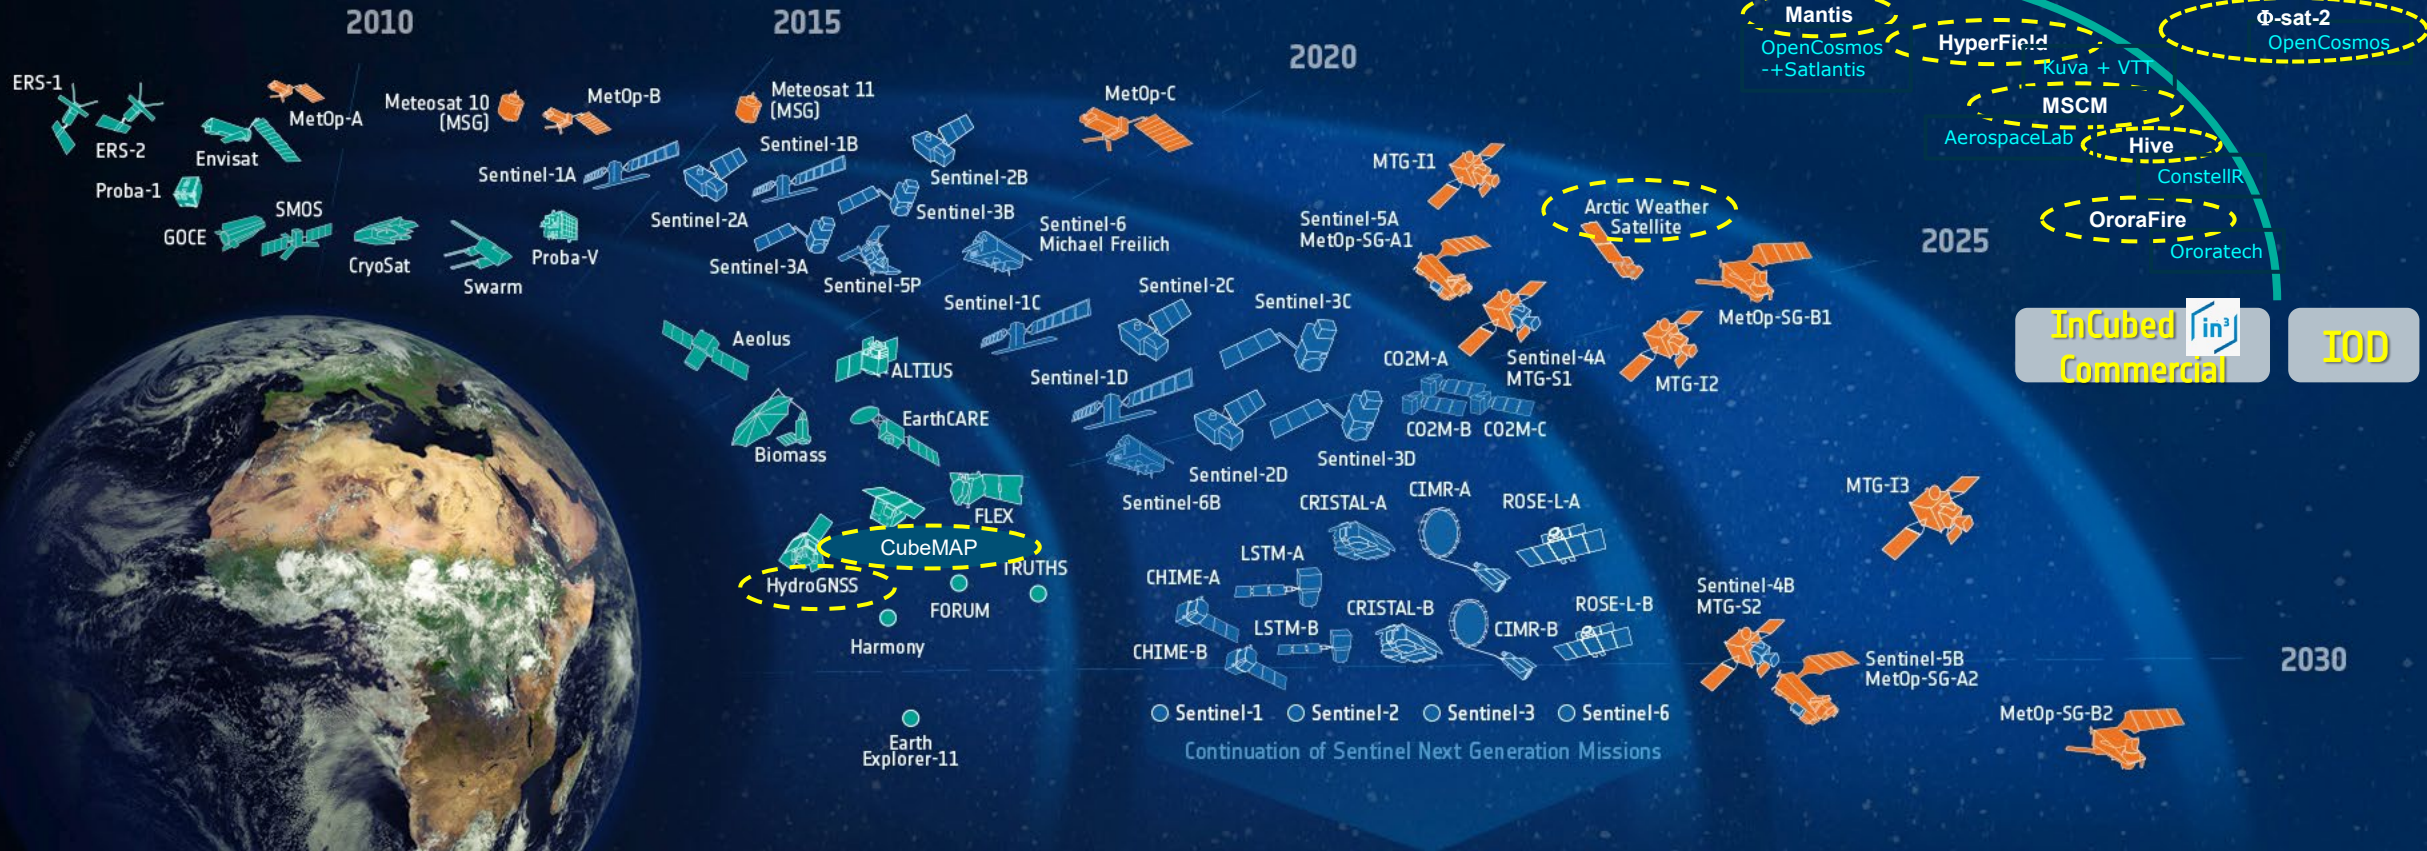 2010
2015
2020
2025
2030
ERS-1
ERS-2
MetOp-A
Envisat
Proba-1
GOCE
SMOS
CryoSat
Swarm
Proba-V
Meteosat 10
(MSG)
MetOp-B
Meteosat 11
(MSG)
MetOp-C
Sentinel-1A
Sentinel-1B
Sentinel-2A
Sentinel-2B
Sentinel-3A
Sentinel-3B
Sentinel-5P
Sentinel-6
Michael Freilich
Sentinel-1C
Sentinel-2C
Sentinel-3C
Sentinel-1D
Sentinel-2D
Sentinel-3D
Sentinel-6B
Aeolus
ALTIUS
Biomass
EarthCARE
FLEX
CubeMAP
HydroGNSS
TRUTHS
FORUM
Harmony
Earth
Explorer-11
MTG-I1
Sentinel-5A
MetOp-SG-A1
Arctic Weather
Satellite
MetOp-SG-B1
Sentinel-4A
MTG-S1
MTG-I2
CO2M-A
CO2M-B
CO2M-C
CRISTAL-A
CIMR-A
ROSE-L-A
LSTM-A
CHIME-A
CRISTAL-B
CIMR-B
ROSE-L-B
LSTM-B
CHIME-B
MTG-I3
Sentinel-4B
MTG-S2
Sentinel-5B
MetOp-SG-A2
MetOp-SG-B2
Sentinel-1
Sentinel-2
Sentinel-3
Sentinel-6
Continuation of Sentinel Next Generation Missions
Mantis
OpenCosmos
-+Satlantis
HyperField
Kuva + VTT
Φ-sat-2
OpenCosmos
MSCM
AerospaceLab
Hive
ConstellR
OroraFire
Ororatech
InCubed
in³
Commercial
IOD